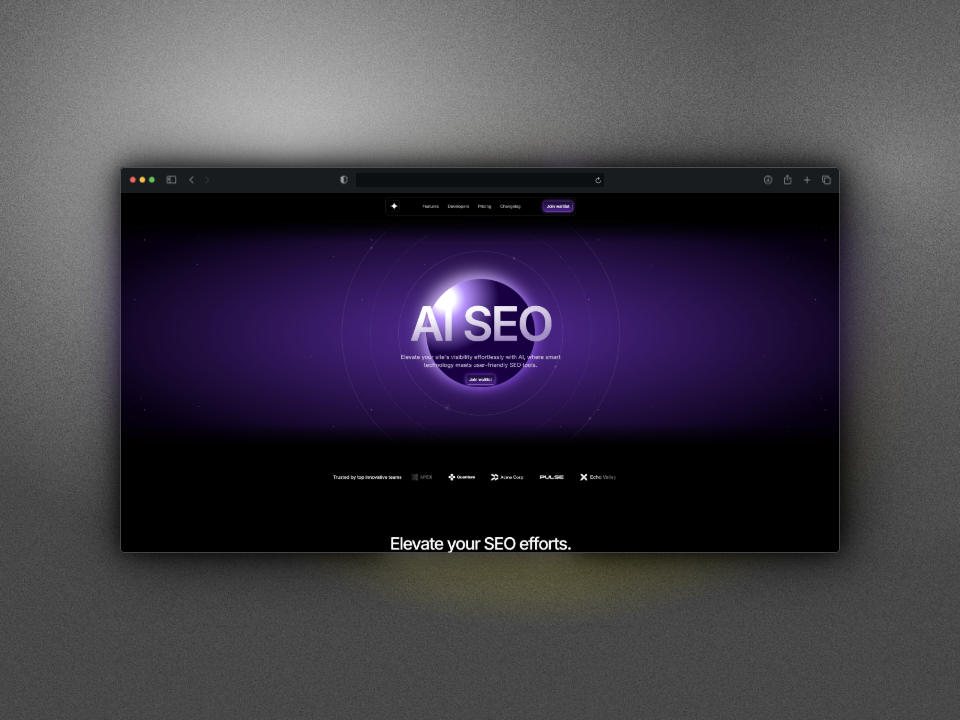 Features Developers Pricing Changelog Join waitlist
AI SEO
Elevate your site's visibility effortlessly with AI, where smart
technology meets user-friendly SEO tools.
Join waitlist
Trusted by top innovative teams APEX Quantum Acme Corp PULSE Echo Valley
Elevate your SEO efforts.